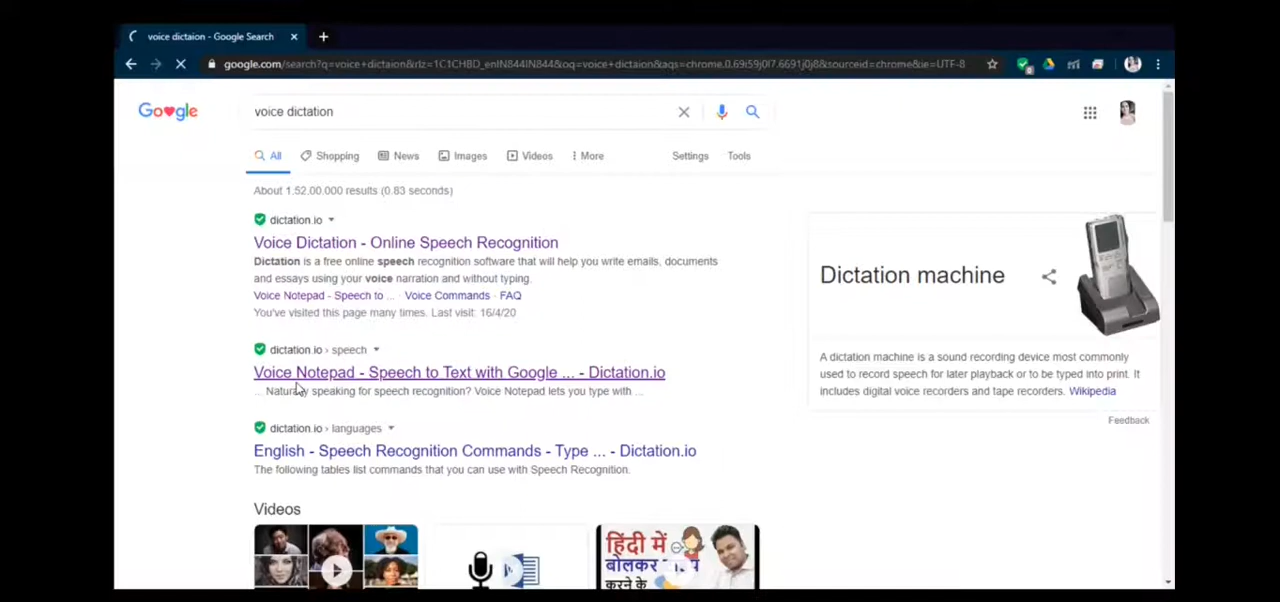 voice dictaion - Google Search
google.com/search?q=voice+dictaion&rlz=1C1CHBD_enIN844IN844&oq=voice+dictaion&aqs=chrome.0.69i59j0l7.6691j0j8&sourceid=chrome&ie=UTF-8
Google
voice dictation
All Shopping News Images Videos More Settings Tools
About 1,52,00,000 results (0.83 seconds)
dictation.io
Voice Dictation - Online Speech Recognition
Dictation is a free online speech recognition software that will help you write emails, documents
and essays using your voice narration and without typing.
Voice Notepad - Speech to ... · Voice Commands · FAQ
You've visited this page many times. Last visit: 16/4/20
dictation.io › speech
Voice Notepad - Speech to Text with Google ... - Dictation.io
... Naturally speaking for speech recognition? Voice Notepad lets you type with ...
dictation.io › languages
English - Speech Recognition Commands - Type ... - Dictation.io
The following tables list commands that you can use with Speech Recognition.
Videos
हिंदी में
बोलकर
करने के
Dictation machine
A dictation machine is a sound recording device most commonly
used to record speech for later playback or to be typed into print. It
includes digital voice recorders and tape recorders. Wikipedia
Feedback